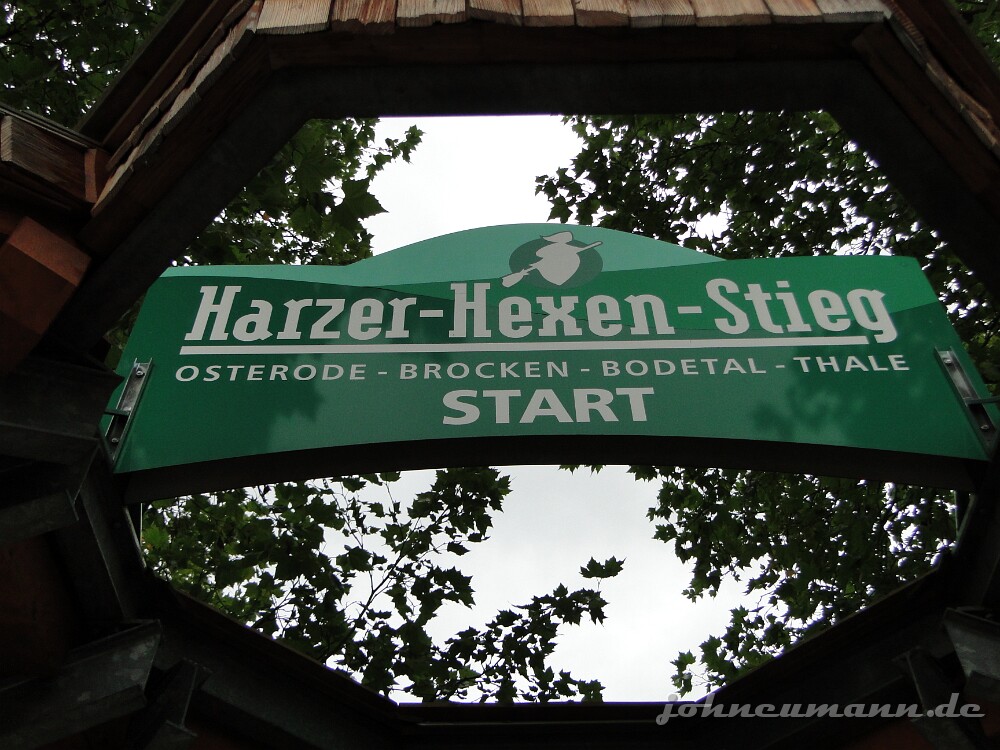 Harzer-Hexen-Stieg
OSTERODE - BROCKEN - BODETAL - THALE
START
johneumann.de